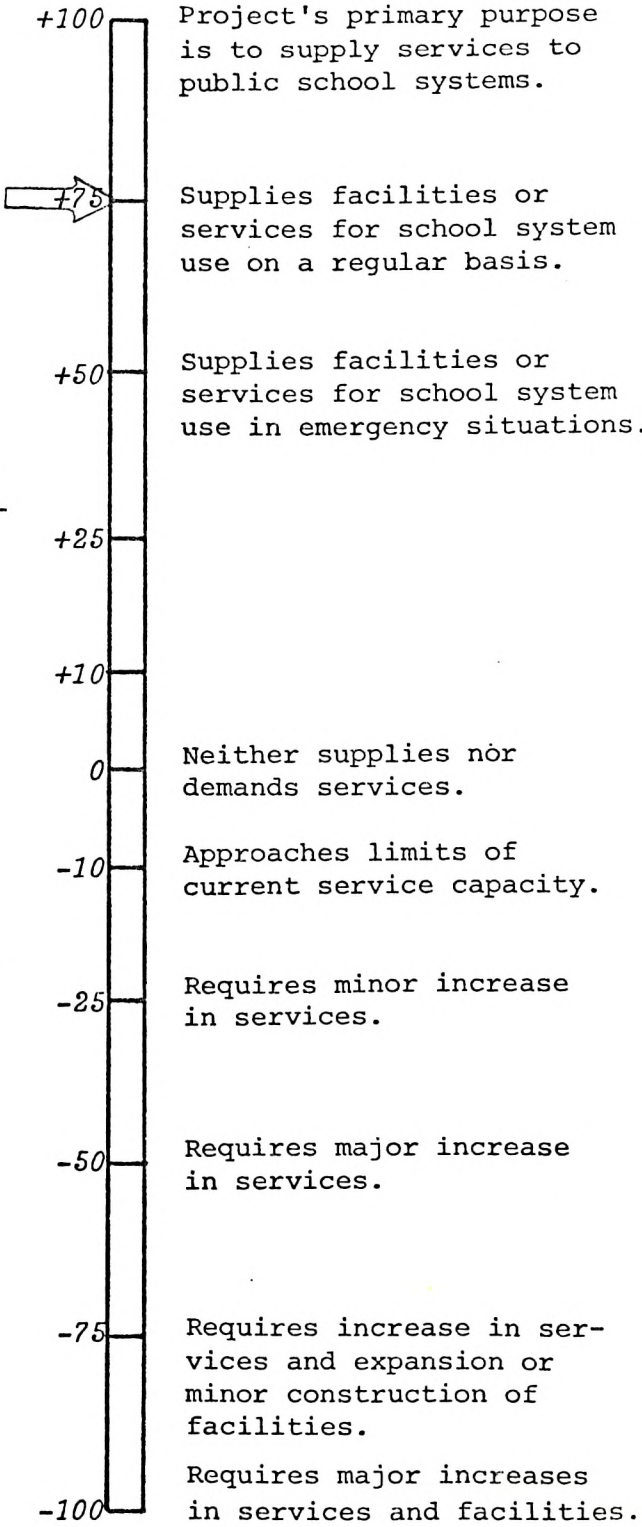 +100 Project's primary purpose
is to supply services to
public school systems.
+75 Supplies facilities or
services for school system
use on a regular basis.
+50 Supplies facilities or
services for school system
use in emergency situations.
+25
+10
0 Neither supplies nor
demands services.
-10 Approaches limits of
current service capacity.
-25 Requires minor increase
in services.
-50 Requires major increase
in services.
-75 Requires increase in ser-
vices and expansion or
minor construction of
facilities.
Requires major increases
-100 in services and facilities.